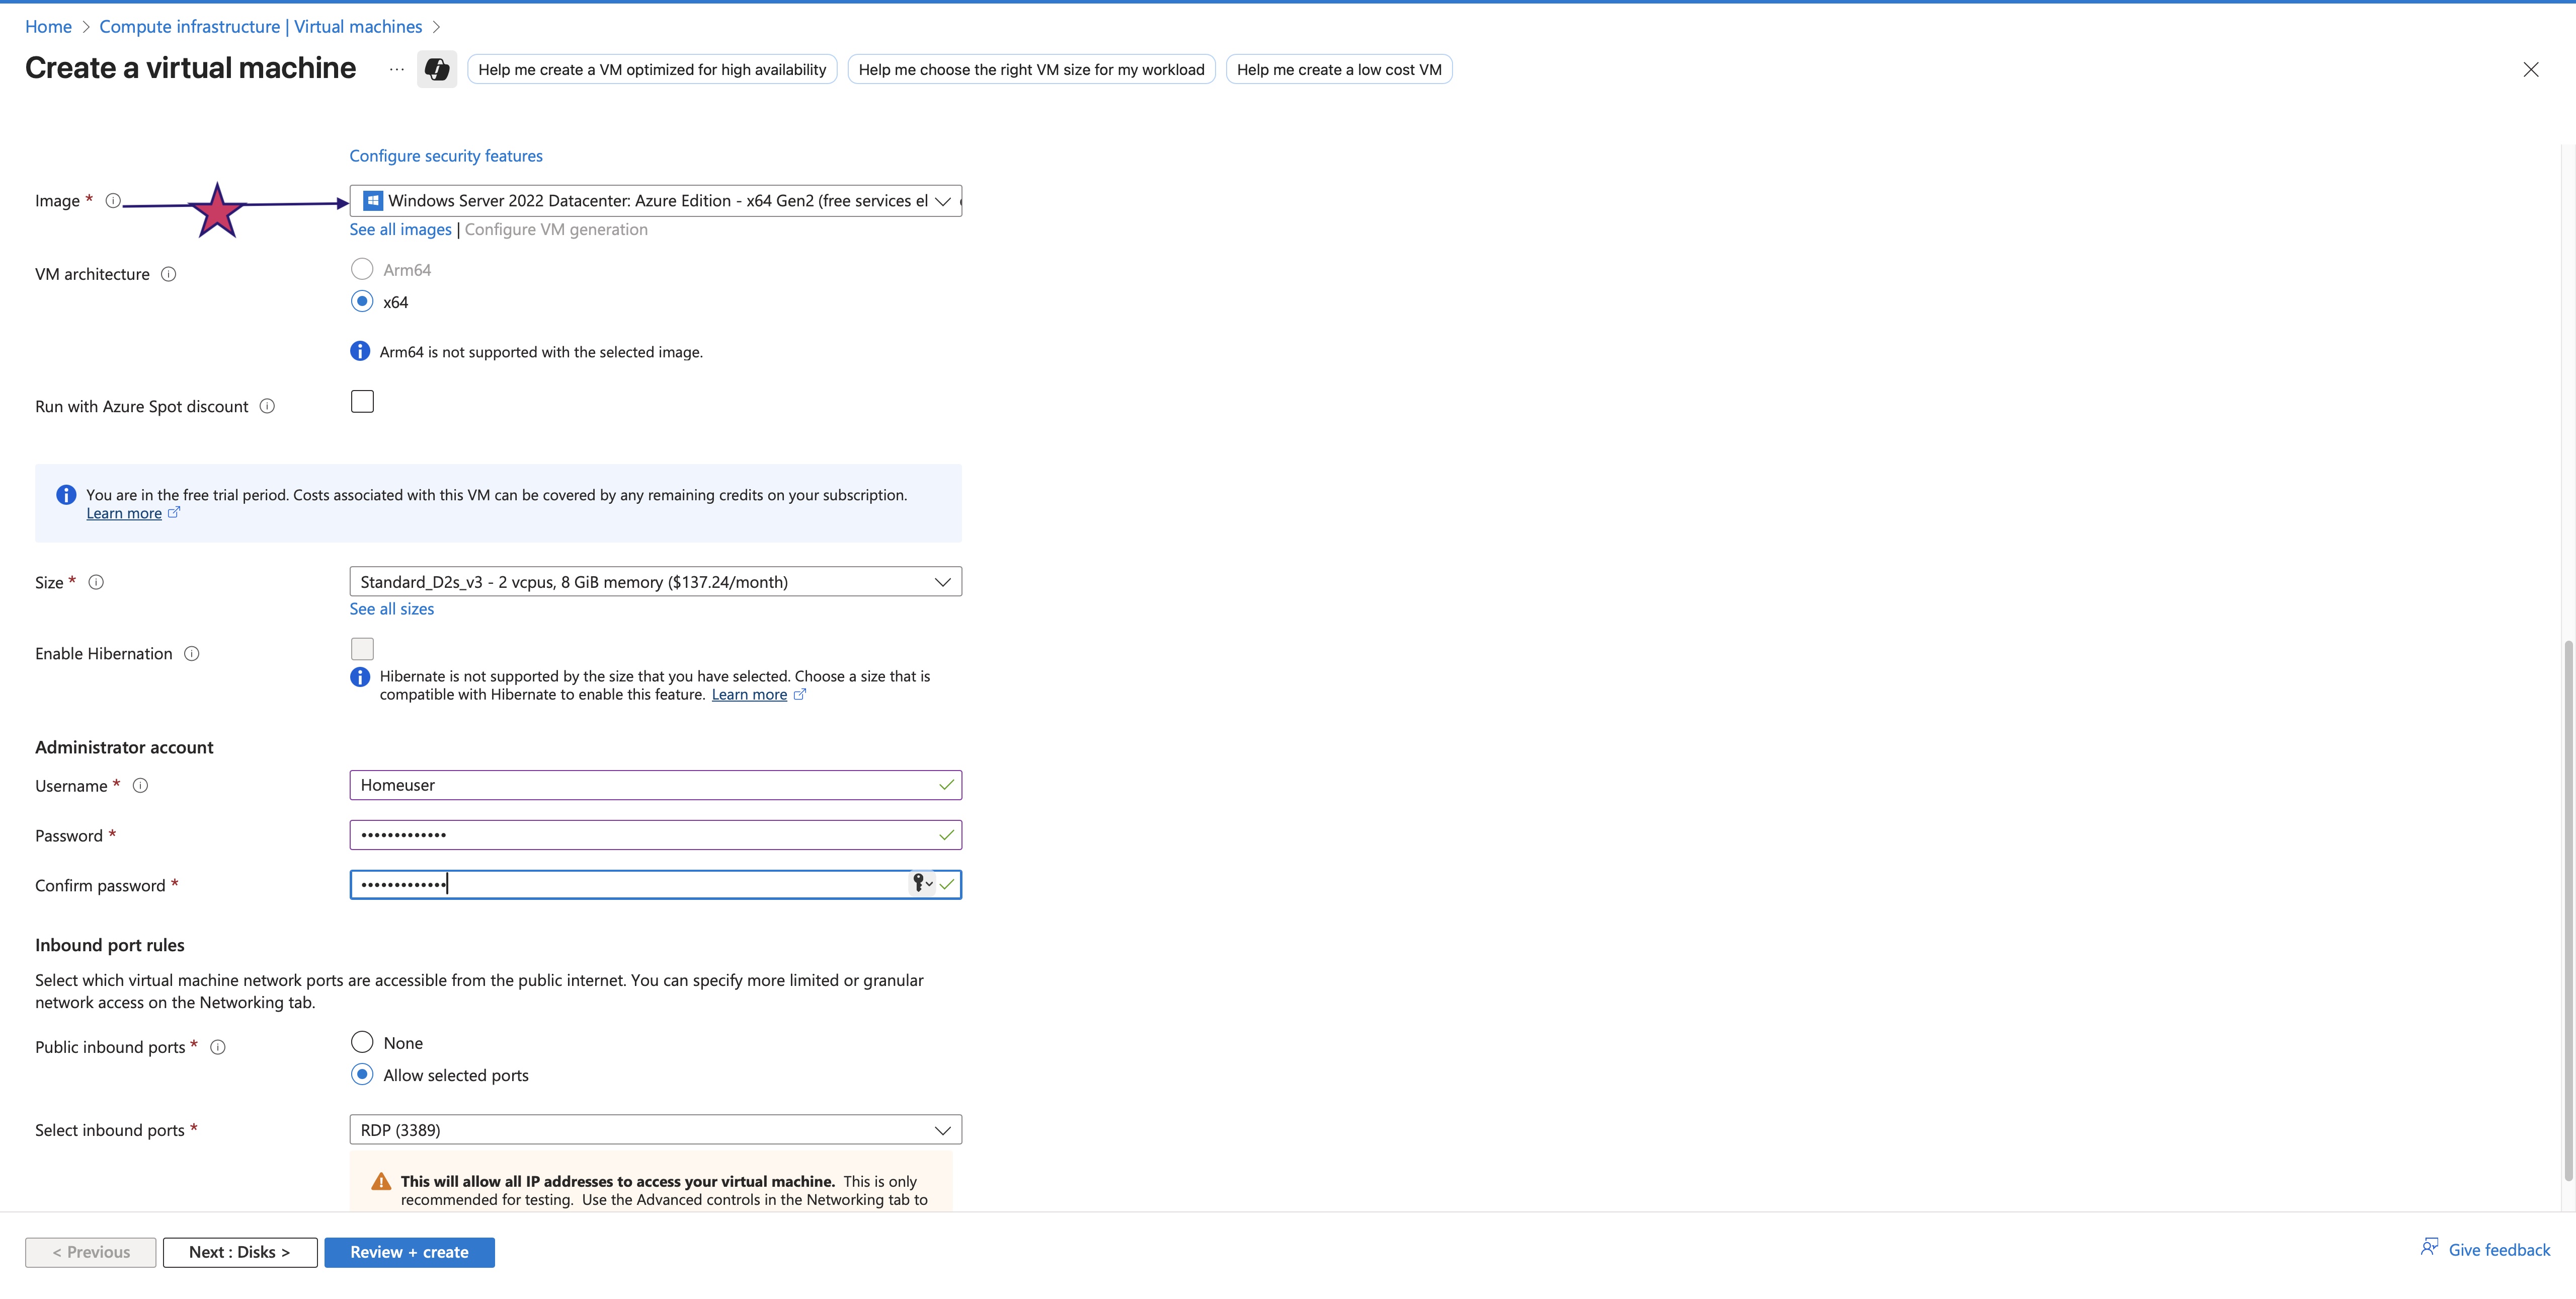 Home > Compute infrastructure | Virtual machines >
Create a virtual machine ... Help me create a VM optimized for high availability Help me choose the right VM size for my workload Help me create a low cost VM
Configure security features
Image * Windows Server 2022 Datacenter: Azure Edition - x64 Gen2 (free services el
See all images | Configure VM generation
VM architecture Arm64
x64
Arm64 is not supported with the selected image.
Run with Azure Spot discount
You are in the free trial period. Costs associated with this VM can be covered by any remaining credits on your subscription.
Learn more
Size * Standard_D2s_v3 - 2 vcpus, 8 GiB memory ($137.24/month)
See all sizes
Enable Hibernation
Hibernate is not supported by the size that you have selected. Choose a size that is
compatible with Hibernate to enable this feature. Learn more
Administrator account
Username * Homeuser
Password * •••••••••••••
Confirm password * •••••••••••••
Inbound port rules
Select which virtual machine network ports are accessible from the public internet. You can specify more limited or granular
network access on the Networking tab.
Public inbound ports * None
Allow selected ports
Select inbound ports * RDP (3389)
This will allow all IP addresses to access your virtual machine. This is only
recommended for testing. Use the Advanced controls in the Networking tab to
< Previous Next : Disks > Review + create Give feedback